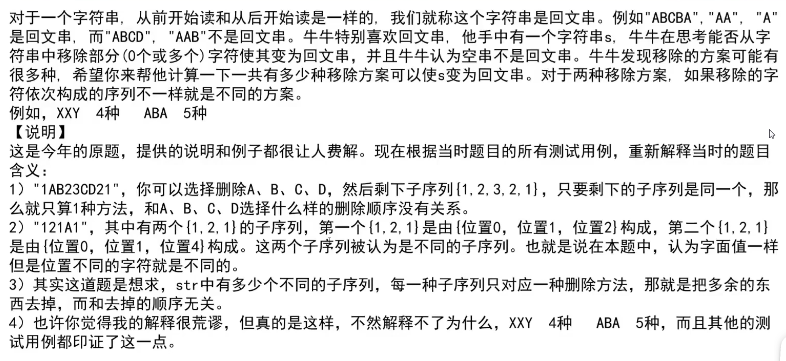 对于一个字符串, 从前开始读和从后开始读是一样的, 我们就称这个字符串是回文串。例如"ABCBA","AA", "A"
是回文串, 而"ABCD", "AAB"不是回文串。牛牛特别喜欢回文串, 他手中有一个字符串s, 牛牛在思考能否从字
符串中移除部分(0个或多个)字符使其变为回文串, 并且牛牛认为空串不是回文串。牛牛发现移除的方案可能有
很多种, 希望你来帮他计算一下一共有多少种移除方案可以使s变为回文串。对于两种移除方案, 如果移除的字
符依次构成的序列不一样就是不同的方案。
例如, XXY 4种 ABA 5种
【说明】
这是今年的原题, 提供的说明和例子都很让人费解。现在根据当时题目的所有测试用例, 重新解释当时的题目
含义:
1) "1AB23CD21", 你可以选择删除A、B、C、D, 然后剩下子序列{1,2,3,2,1}, 只要剩下的子序列是同一个, 那
么就只算1种方法, 和A、B、C、D选择什么样的删除顺序没有关系。
2) "121A1", 其中有两个{1,2,1}的子序列, 第一个{1,2,1}是由{位置0, 位置1, 位置2}构成, 第二个{1,2,1}
是由{位置0, 位置1, 位置4}构成。这两个子序列被认为是不同的子序列。也就是说在本题中, 认为字面值一样
但是位置不同的字符就是不同的。
3) 其实这道题是想求, str中有多少个不同的子序列, 每一种子序列只对应一种删除方法, 那就是把多余的东
西去掉, 而和去掉的顺序无关。
4) 也许你觉得我的解释很荒谬, 但真的是这样, 不然解释不了为什么, XXY 4种 ABA 5种, 而且其他的测
试用例都印证了这一点。